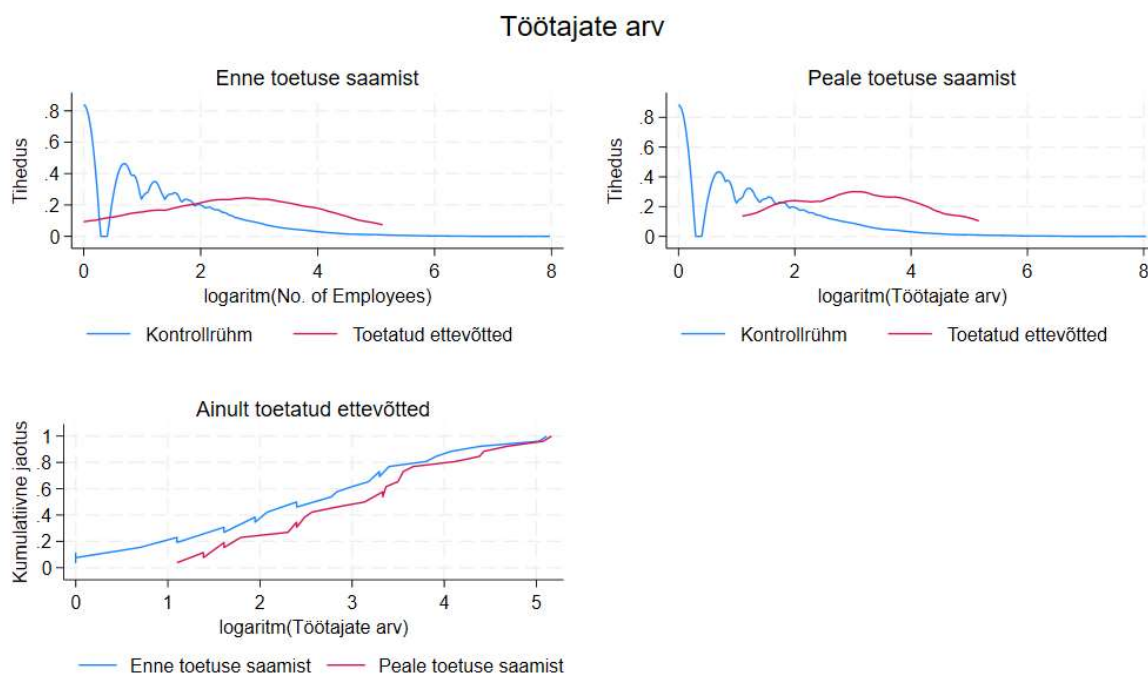 Töötajate arv
Enne toetuse saamist
Tihedus
.8
.6
.4
.2
0
0 2 4 6 8
logaritm(No. of Employees)
Kontrollrühm Toetatud ettevõtted
Peale toetuse saamist
Tihedus
.8
.6
.4
.2
0
0 2 4 6 8
logaritm(Töötajate arv)
Kontrollrühm Toetatud ettevõtted
Ainult toetatud ettevõtted
Kumulatiivne jaotus
1
.8
.6
.4
.2
0
0 1 2 3 4 5
logaritm(Töötajate arv)
Enne toetuse saamist Peale toetuse saamist